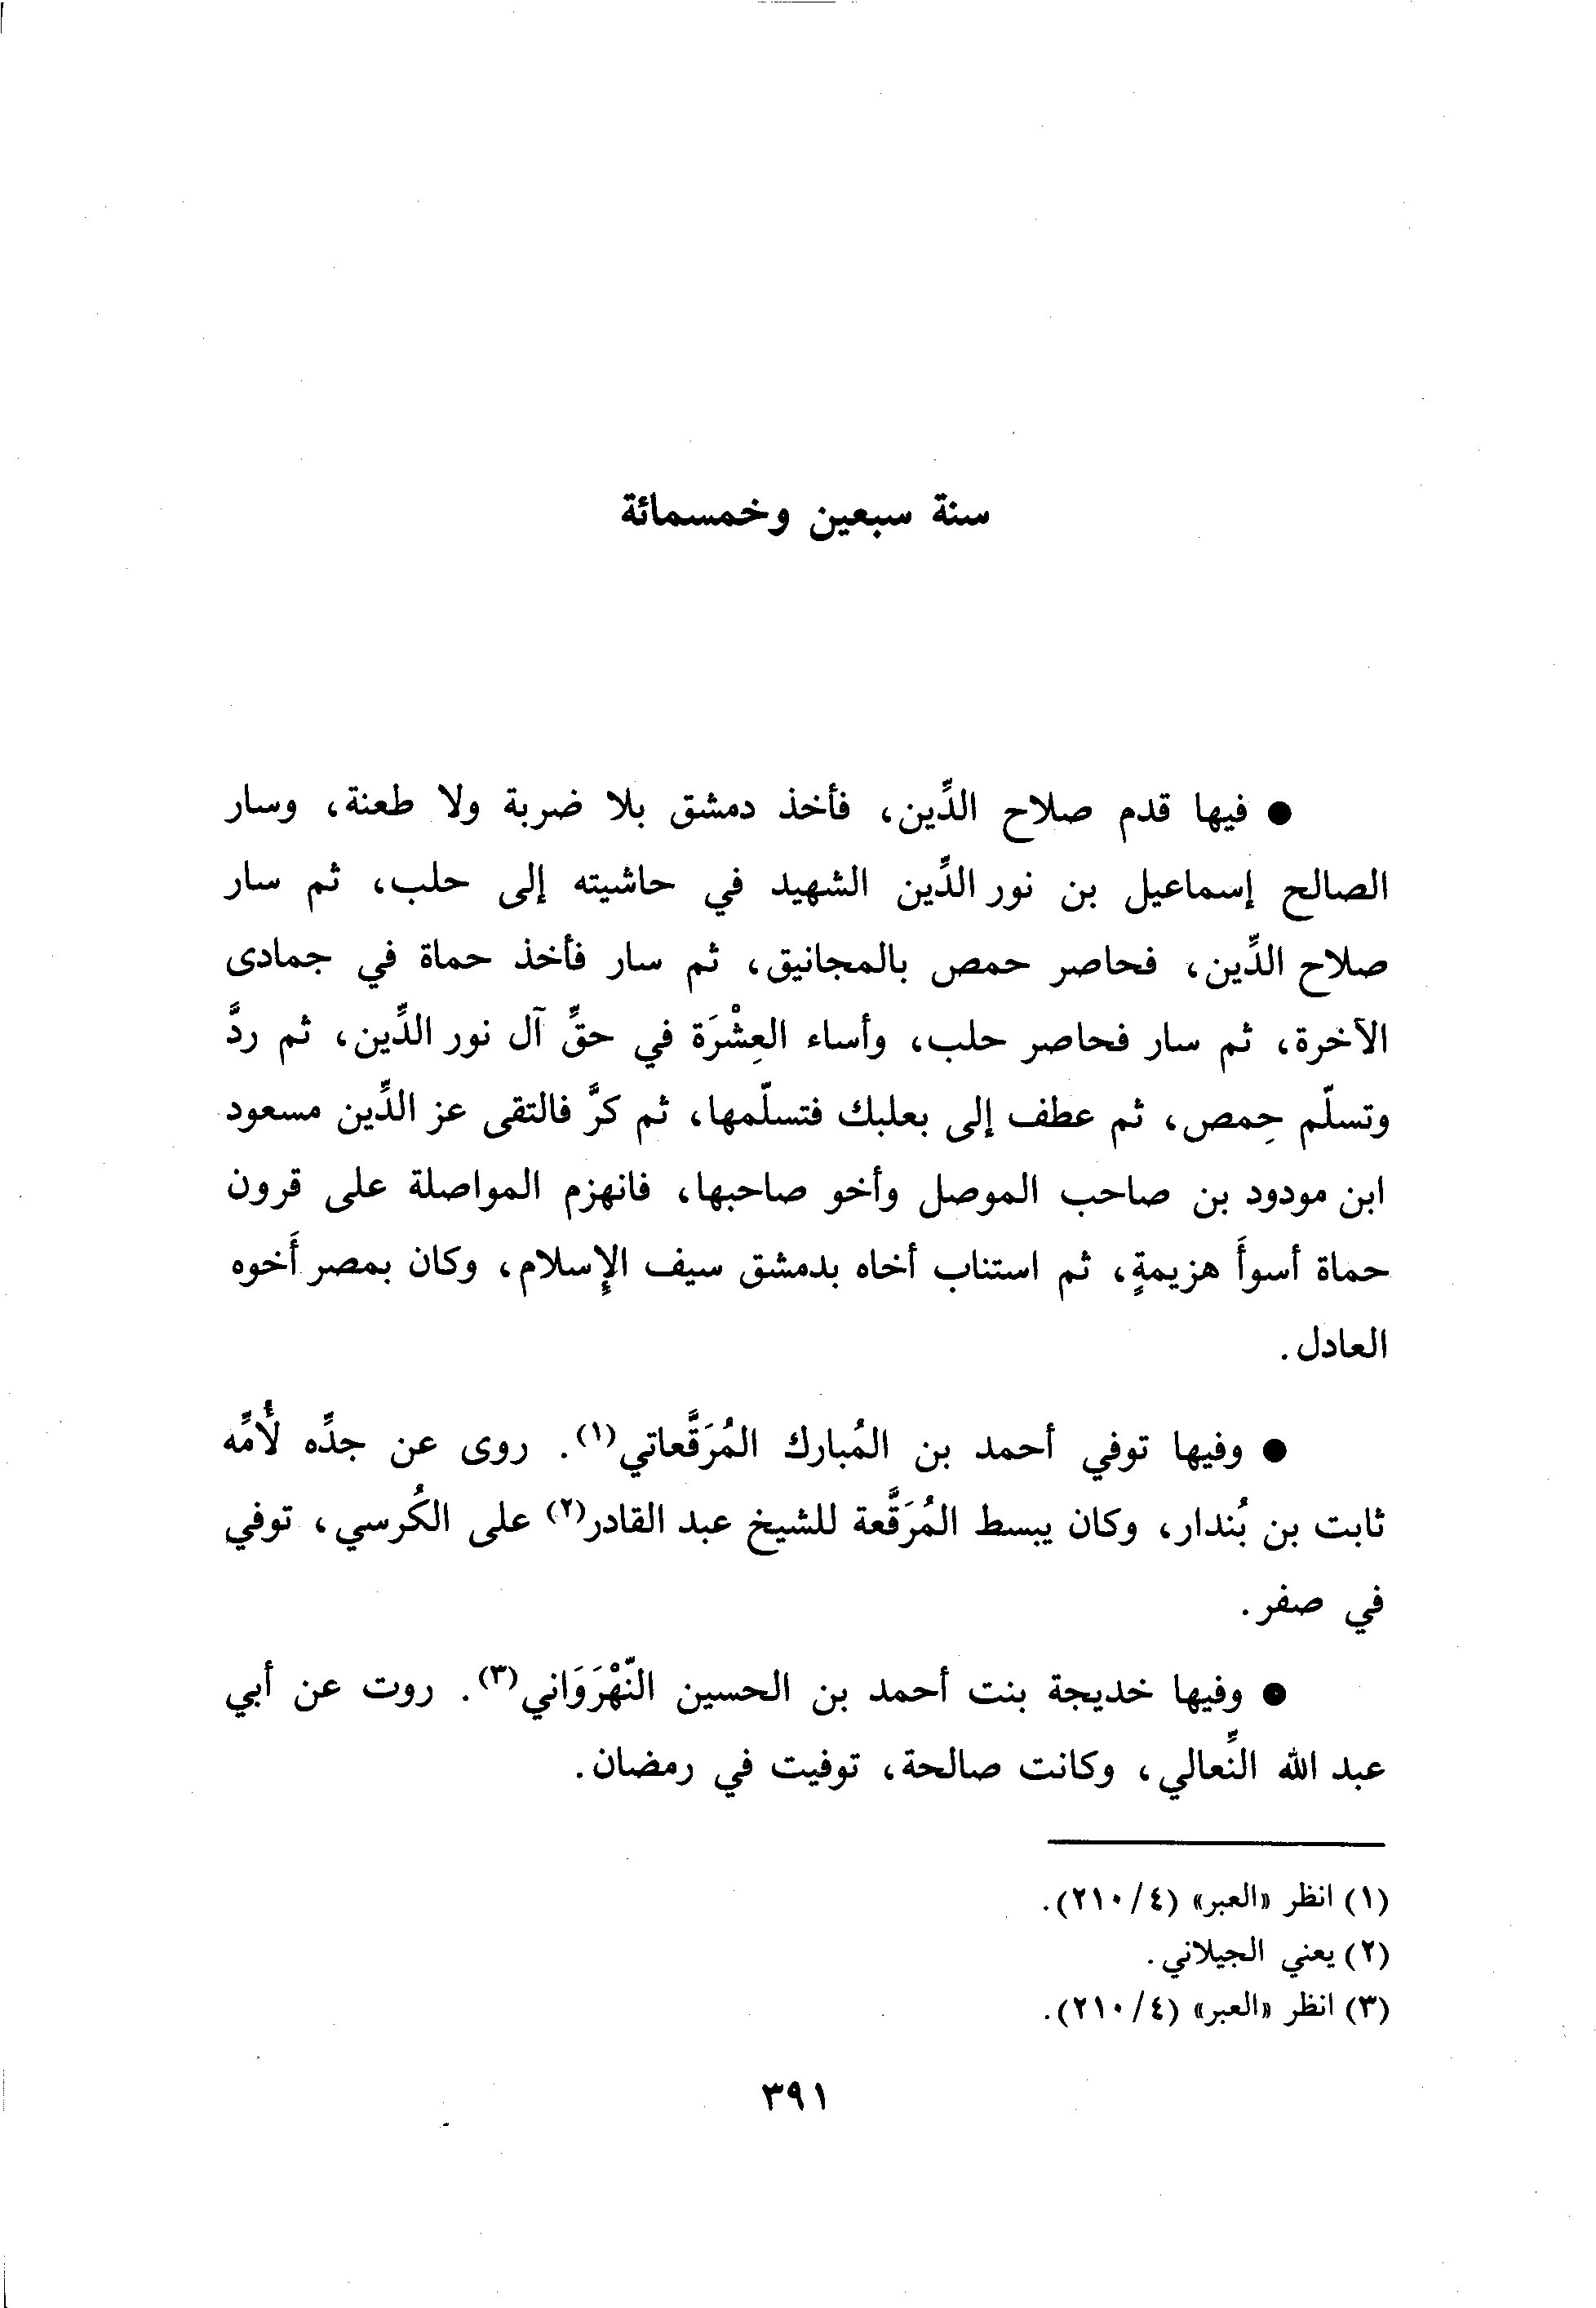 سنة سبعين وخمسمائة
● فيها قدم صلاح الدِّين، فأخذ دمشق بلا ضربة ولا طعنة، وسار
الصالح إسماعيل بن نور الدِّين الشهيد في حاشيته إلى حلب، ثم سار
صلاح الدِّين، فحاصر حمص بالمجانيق، ثم سار فأخذ حماة في جمادى
الآخرة، ثم سار فحاصر حلب، وأساء العِشْرَة في حقِّ آل نور الدِّين، ثم ردَّ
وتسلّم حِمص، ثم عطف إلى بعلبك فتسلّمها، ثم كرَّ فالتقى عز الدِّين مسعود
ابن مودود بن صاحب الموصل وأخو صاحبها، فانهزم المواصلة على قرون
حماة أسوأَ هزيمةٍ، ثم استناب أخاه بدمشق سيف الإِسلام، وكان بمصر أَخوه
العادل.
● وفيها توفي أحمد بن المُبارك المُرَقَّعاتي(١). روى عن جدِّه لأُمِّه
ثابت بن بُندار، وكان يبسط المُرَقَّعة للشيخ عبد القادر(٢) على الكُرسي، توفي
في صفر.
● وفيها خديجة بنت أحمد بن الحسين النَّهْرَوَاني(٣). روت عن أبي
عبد الله النِّعالي، وكانت صالحة، توفيت في رمضان.
(١) انظر «العبر» (٤/ ٢١٠).
(٢) يعني الجيلاني.
(٣) انظر «العبر» (٤/ ٢١٠).
٣٩١